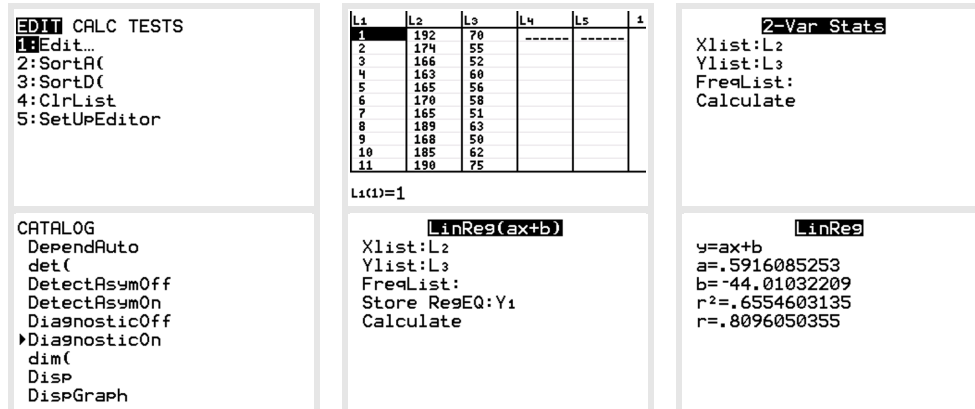 EDIT CALC TESTS
1:Edit…
2:SortA(
3:SortD(
4:ClrList
5:SetUpEditor
L1 L2 L3 L4 L5 1
1 192 70 ------ ------
2 174 55
3 166 52
4 163 60
5 165 56
6 170 58
7 165 51
8 189 63
9 168 50
10 185 62
11 190 75
L1(1)=1
2-Var Stats
Xlist:L2
Ylist:L3
FreqList:
Calculate
CATALOG
DependAuto
det(
DetectAsymOff
DetectAsymOn
DiagnosticOff
▶DiagnosticOn
dim(
Disp
DispGraph
LinReg(ax+b)
Xlist:L2
Ylist:L3
FreqList:
Store RegEQ:Y1
Calculate
LinReg
y=ax+b
a=.5916085253
b=-44.01032209
r²=.6554603135
r=.8096050355